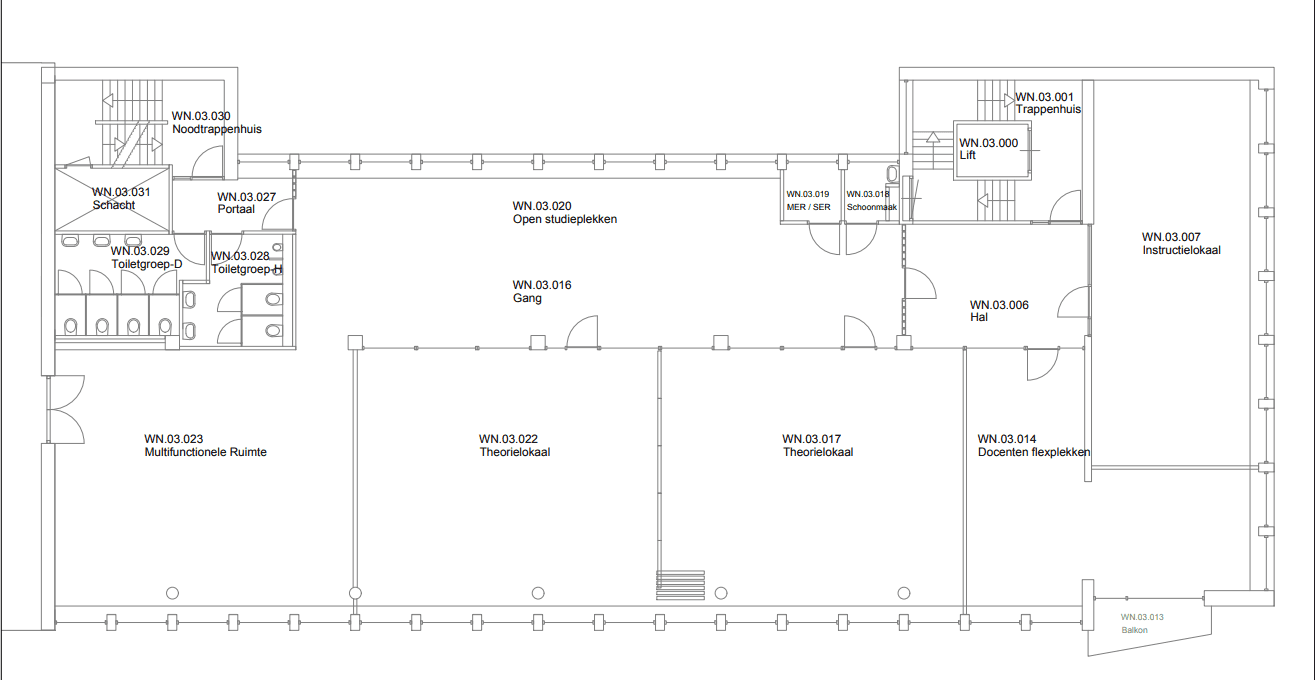 WN.03.030
Noodtrappenhuis
WN.03.001
Trappenhuis
WN.03.000
Lift
WN.03.031
Schacht
WN.03.027
Portaal
WN.03.020
Open studieplekken
WN.03.019
MER / SER
WN.03.018
Schoonmaak
WN.03.007
Instructielokaal
WN.03.029
Toiletgroep-D
WN.03.028
Toiletgroep-H
WN.03.016
Gang
WN.03.006
Hal
WN.03.023
Multifunctionele Ruimte
WN.03.022
Theorielokaal
WN.03.017
Theorielokaal
WN.03.014
Docenten flexplekken
WN.03.013
Balkon